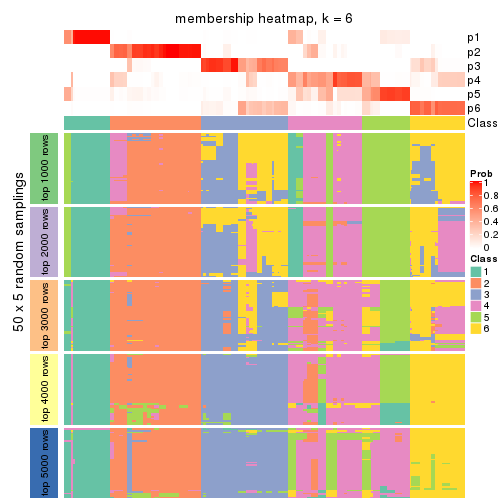 membership heatmap, k = 6
p1
p2
p3
p4
p5
p6
Class
50 x 5 random samplings
top 1000 rows
top 2000 rows
top 3000 rows
top 4000 rows
top 5000 rows
Prob
1
0.8
0.6
0.4
0.2
0
Class
1
2
3
4
5
6